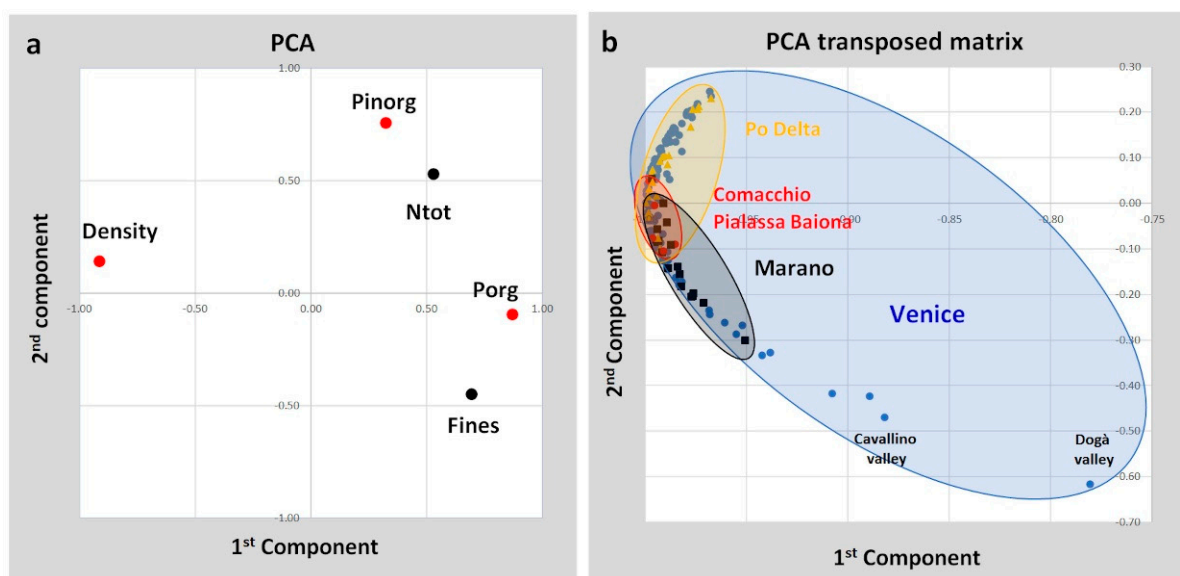 a
PCA
1.00
Pinorg
0.50
Ntot
Density
Porg
0.00
-1.00
-0.50
0.00
0.50
1.00
Fines
-0.50
-1.00
2nd component
1st Component
b
PCA transposed matrix
0.30
0.20
Po Delta
0.10
Comacchio
0.00
Pialassa Baiona
-0.90
-0.85
-0.80
-0.75
-0.10
Marano
-0.20
Venice
-0.30
-0.40
Cavallino
valley
-0.50
Dogà
valley
-0.60
-0.70
2nd Component
1st Component